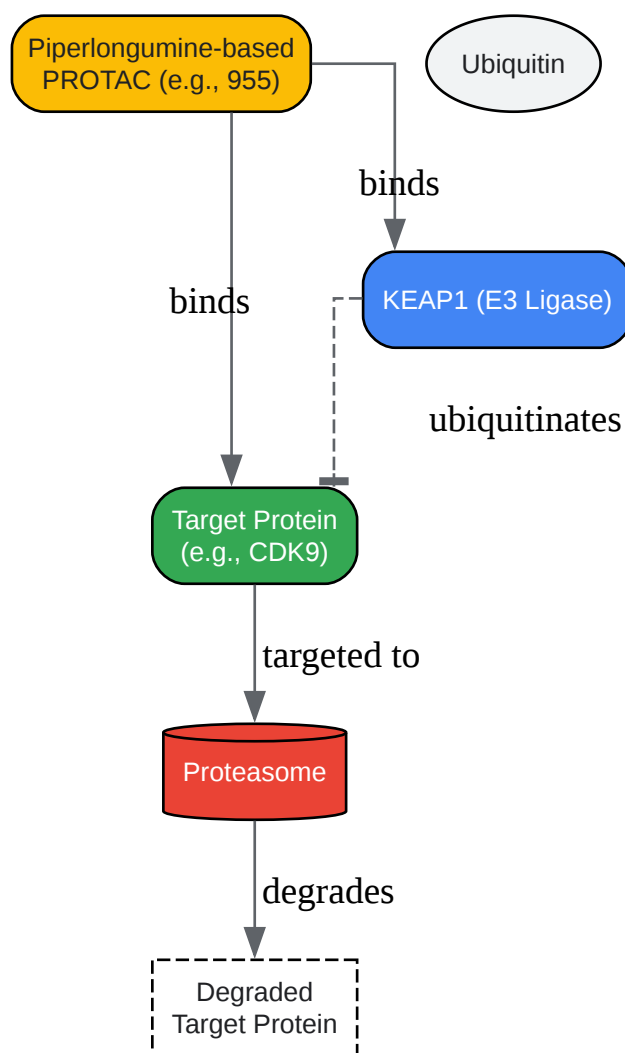 Piperlongumine-based
PROTAC (e.g., 955)
Ubiquitin
binds
KEAP1 (E3 Ligase)
binds
ubiquitinates
Target Protein
(e.g., CDK9)
targeted to
Proteasome
degrades
Degraded
Target Protein